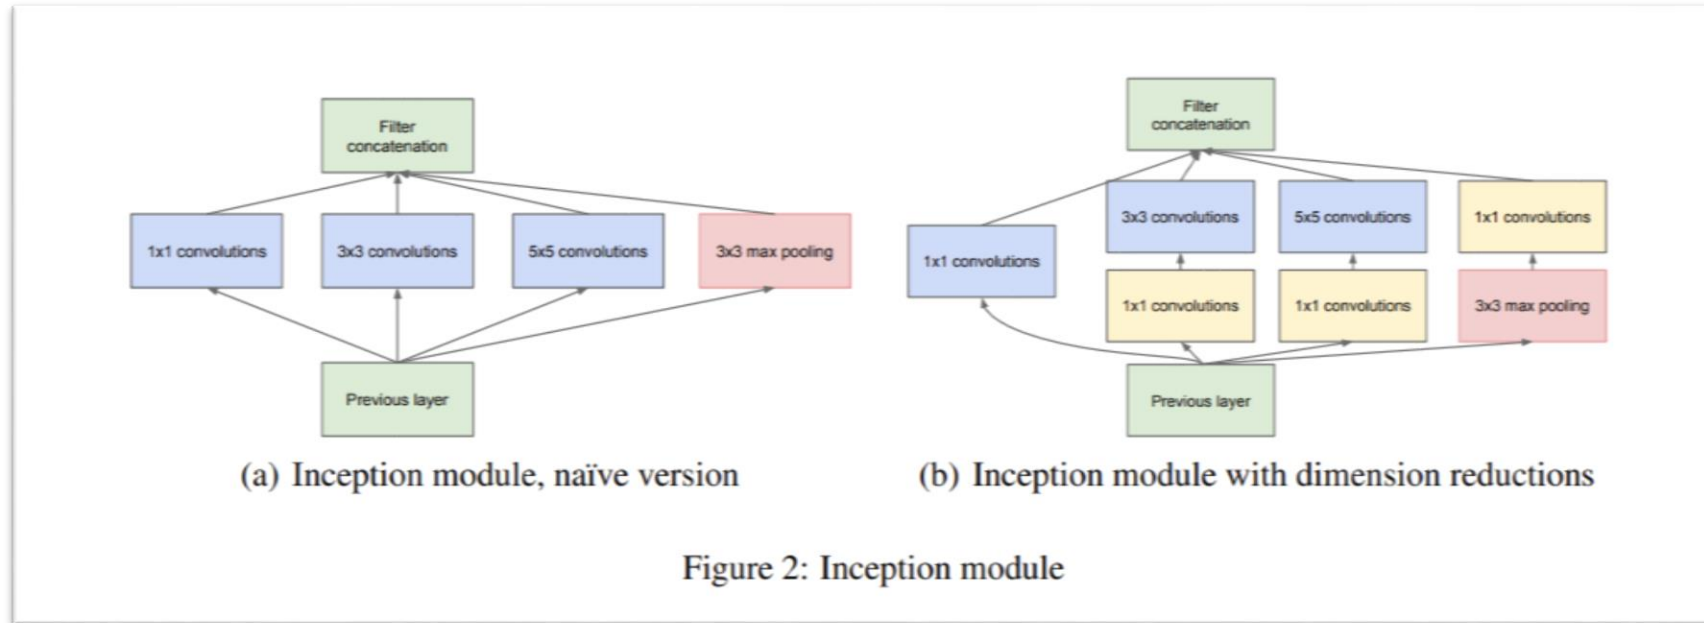 Filter
concatenation
1x1 convolutions
3x3 convolutions
5x5 convolutions
3x3 max pooling
Previous layer
(a) Inception module, naïve version
Filter
concatenation
1x1 convolutions
3x3 convolutions
5x5 convolutions
1x1 convolutions
1x1 convolutions
1x1 convolutions
3x3 max pooling
Previous layer
(b) Inception module with dimension reductions
Figure 2: Inception module